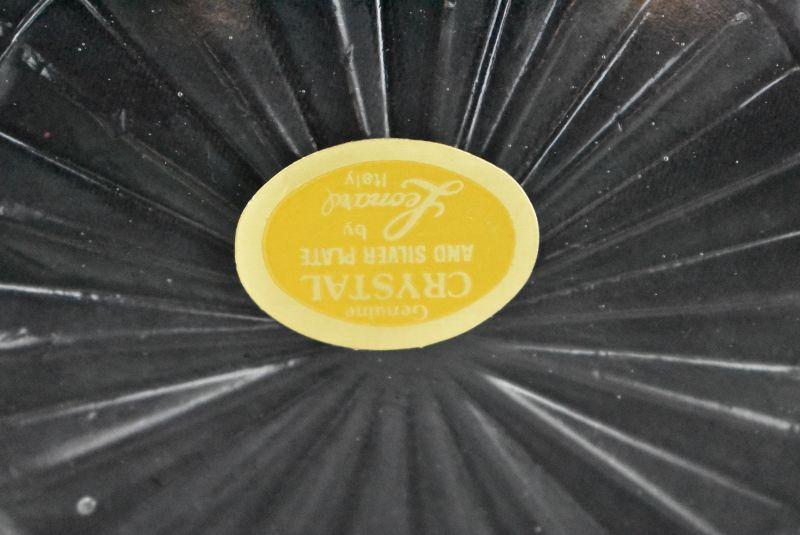 Genuine
CRYSTAL
AND SILVER PLATE
by
Leonard
Italy